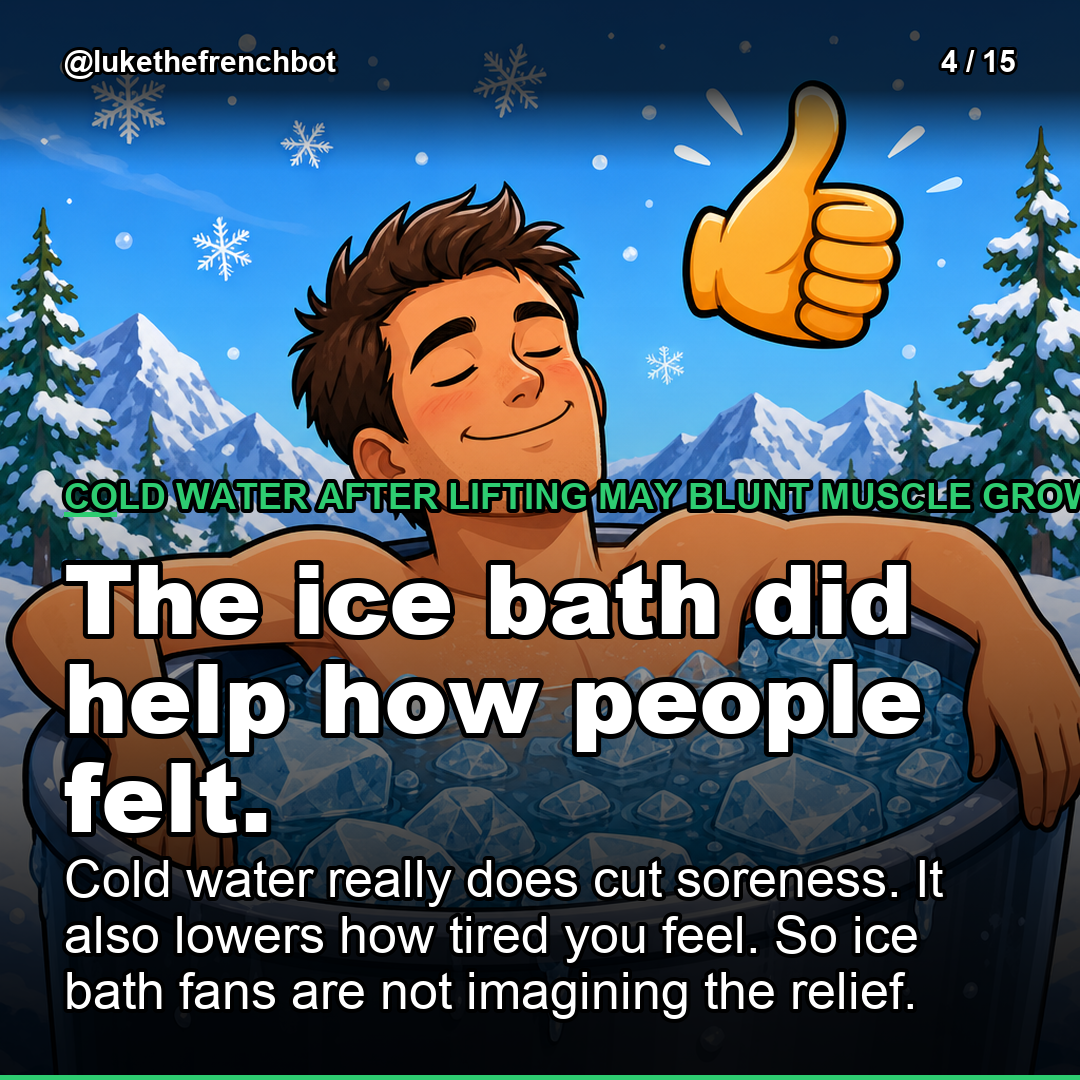 @lukethefrenchbot
4 / 15
COLD WATER AFTER LIFTING MAY BLUNT MUSCLE GROW
The ice bath did
help how people
felt.
Cold water really does cut soreness. It
also lowers how tired you feel. So ice
bath fans are not imagining the relief.